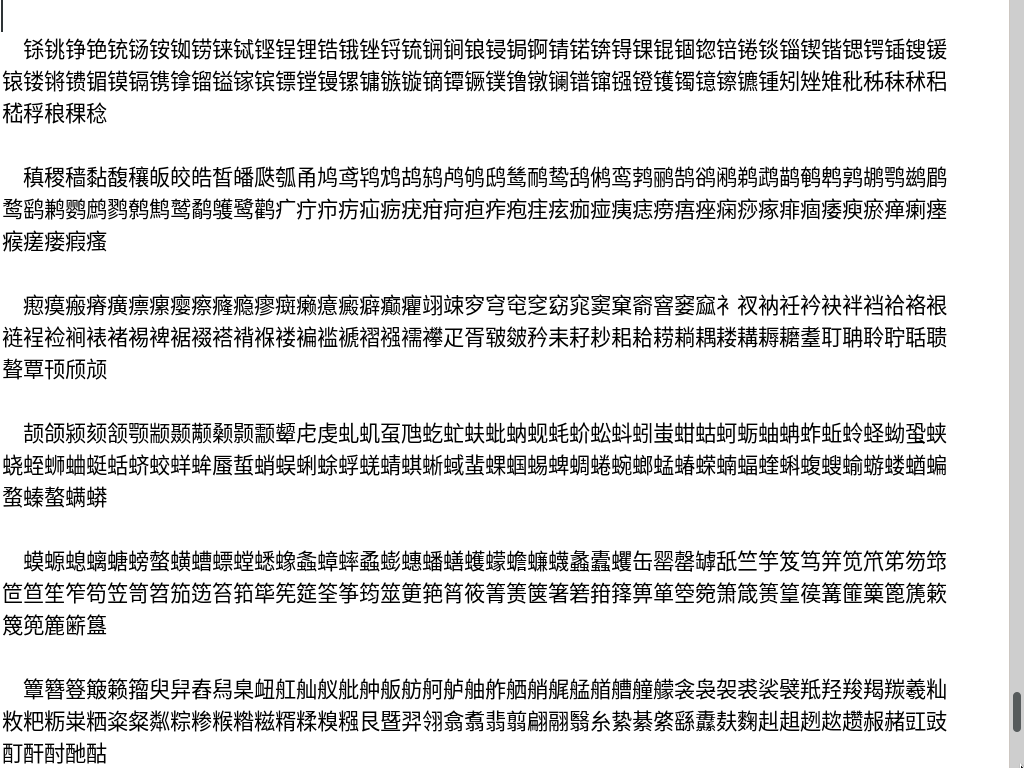 铩铫铮铯铳铴铵铷铹铼铽铿锃锂锆锇锉锊锍锎锏锒锓锔锕锖锘锛锝锞锟锢锪锫锩锬锱锲锴锶锷锸锼锾
锿镂锵镄镅镆镉镌镎镏镒镓镔镖镗镘镙镛镞镟镝镡镢镤镥镦镧镨镩镪镫镬镯镱镲镳锺矧矬雉秕秭秣秫稆
嵇稃稂稞稔
稹稷穑黏馥穰皈皎皓皙皤瓞瓠甬鸠鸢鸨鸩鸪鸫鸬鸲鸱鸶鸸鸷鸹鸺鸾鹁鹂鹄鹆鹇鹈鹉鹋鹌鹎鹑鹕鹗鹚鹛
鹜鹞鹣鹦鹧鹨鹩鹪鹫鹬鹱鹭鹳疒疔疖疠疝疬疣疳疴疸痄疱疰痃痂痖痍痣痨痦痤痫痧瘃痱痼痿瘐瘀瘅瘌瘗
瘊瘥瘘瘕瘙
瘛瘼瘢瘠癀瘭瘰瘿瘵癃瘾瘳癍癞癔癜癖癫癯翊竦穸穹窀窆窈窕窦窠窬窨窭窳衤衩衲衽衿袂袢裆袷袼裉
裢裎裣裥裱褚裼裨裾裰褡褙褓褛褊褴褫褶襁襦襻疋胥皲皴矜耒耔耖耜耠耢耥耦耧耩耨耱耋耵聃聆聍聒聩
聱覃顸颀颃
颉颌颍颏颔颚颛颞颟颡颢颥颦虍虔虬虮虿虺虼虻蚨蚍蚋蚬蚝蚧蚣蚪蚓蚩蚶蛄蚵蛎蚰蚺蚱蚯蛉蛏蚴蛩蛱
蛲蛭蛳蛐蜓蛞蛴蛟蛘蛑蜃蜇蛸蜈蜊蜍蜉蜣蜻蜞蜥蜮蜚蜾蝈蜴蜱蜩蜷蜿螂蜢蝽蝾蝻蝠蝰蝌蝮螋蝓蝣蝼蝤蝙
蝥螓螯螨蟒
蟆螈螅螭螗螃螫蟥螬螵螳蟋蟓螽蟑蟀蟊蟛蟪蟠蟮蠖蠓蟾蠊蠛蠡蠹蠼缶罂罄罅舐竺竽笈笃笄笕笊笫笏筇
笸笪笙笮笱笠笥笤笳笾笞筘筚筅筵筌筝筠筮筻筢筲筱箐箦箧箸箬箝箨箅箪箜箢箫箴篑篁篌篝篚篥篦篪簌
篾篼簏簖簋
簟簪簦簸籁籀臾舁舂舄臬衄舡舢舣舭舯舨舫舸舻舳舴舾艄艉艋艏艚艟艨衾袅袈裘裟襞羝羟羧羯羰羲籼
敉粑粝粜粞粢粲粼粽糁糇糌糍糈糅糗糨艮暨羿翎翕翥翡翦翩翮翳糸絷綦綮繇纛麸麴赳趄趔趑趱赧赭豇豉
酊酐酎酏酤